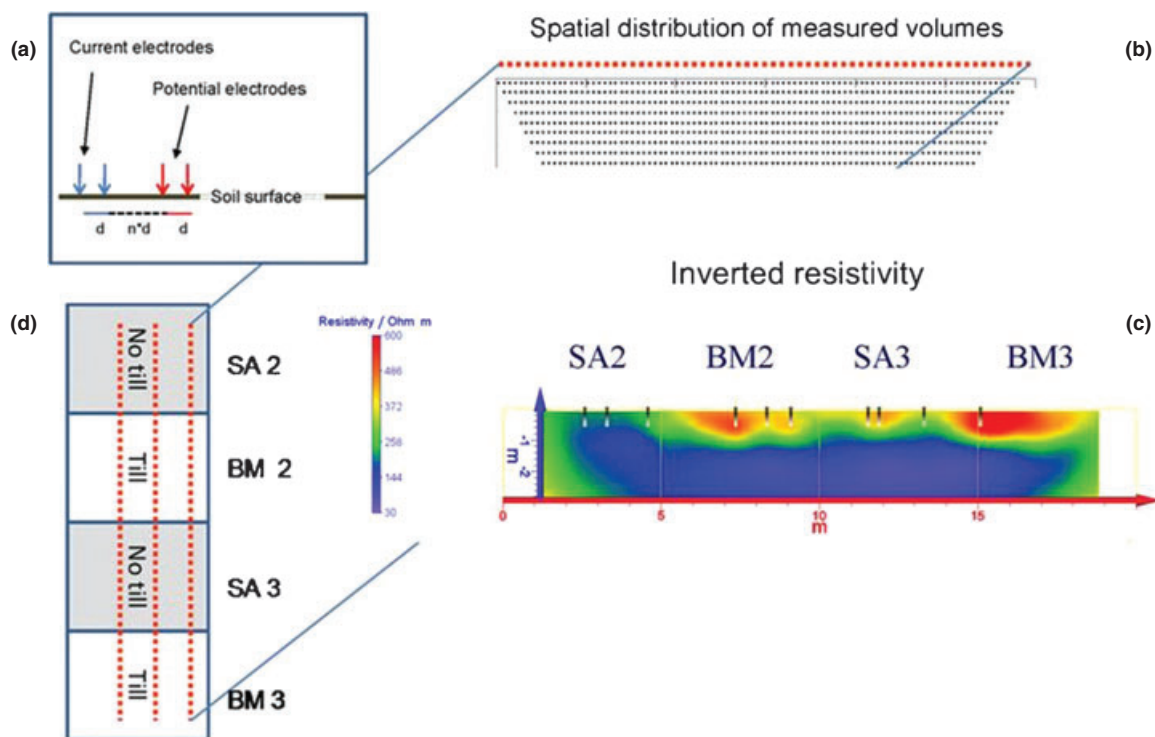 (a)
Current electrodes
Potential electrodes
Soil surface
d
n*d
d
Spatial distribution of measured volumes
(b)
Inverted resistivity
(c)
Resistivity / Ohm m
600
486
372
258
144
30
SA2 BM2 SA3 BM3
-1
-2
m
0 5 10 15
m
(d)
No till
SA 2
Till
BM 2
No till
SA 3
Till
BM 3